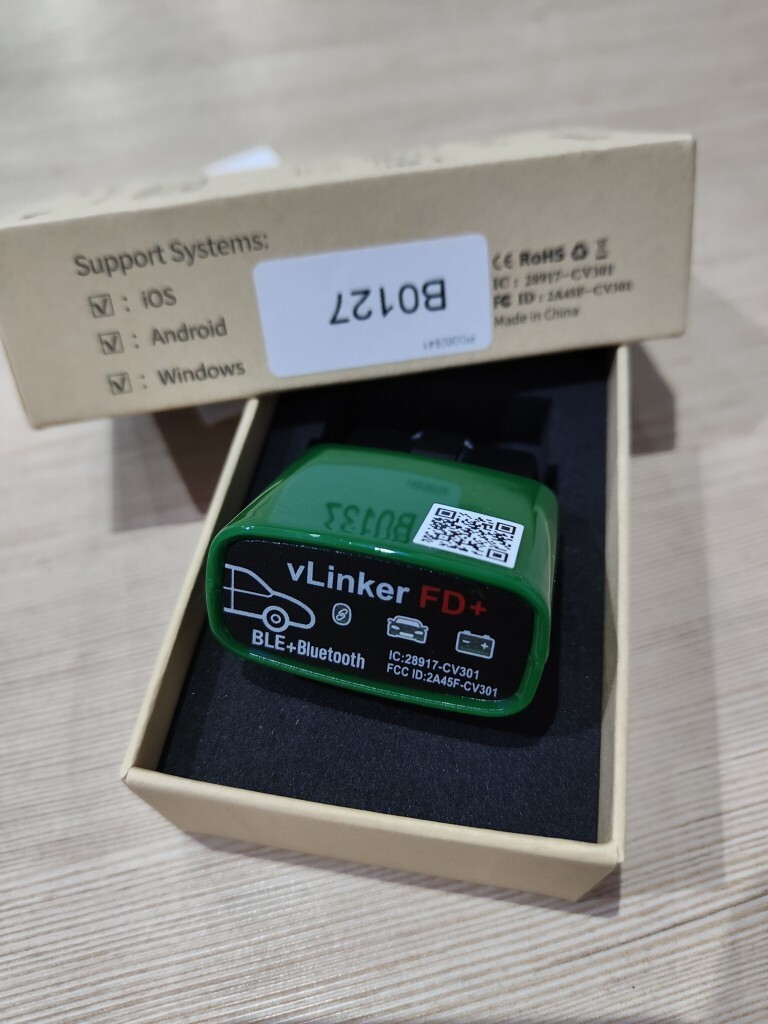 Support Systems:
☑ : iOS
☑ : Android
☑ : Windows
B0127
CE RoHS
IC : 28917-CV301
FC ID : 2A45F-CV301
Made in China
vLinker FD+
BLE+Bluetooth
IC:28917-CV301
FCC ID:2A45F-CV301